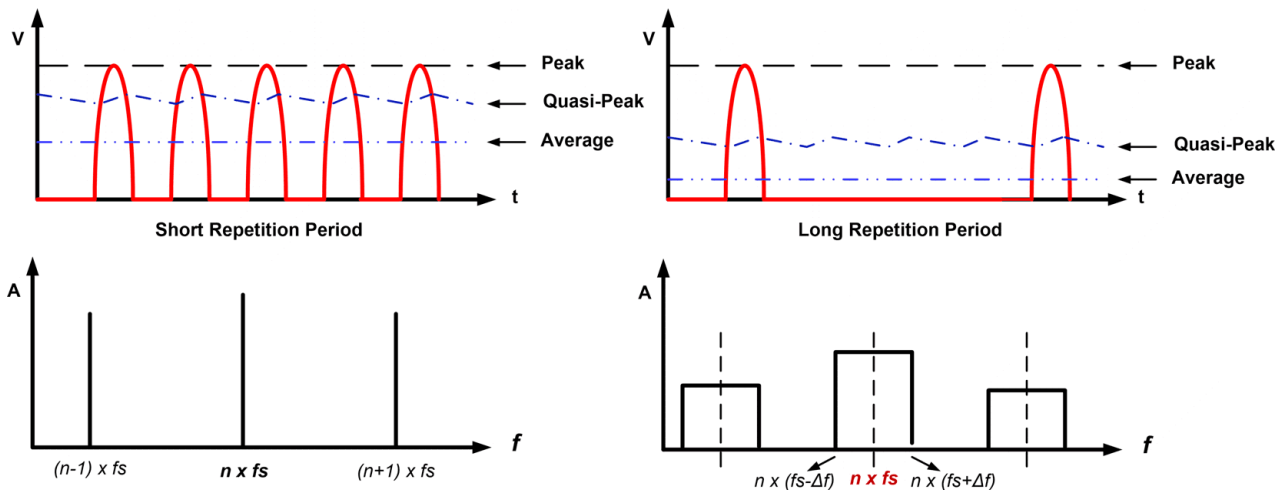 V
Peak
Quasi-Peak
Average
t
Short Repetition Period
V
Peak
Quasi-Peak
Average
t
Long Repetition Period
A
f
(n-1) x fs
n x fs
(n+1) x fs
A
f
n x (fs-Δf)
n x fs
n x (fs+Δf)